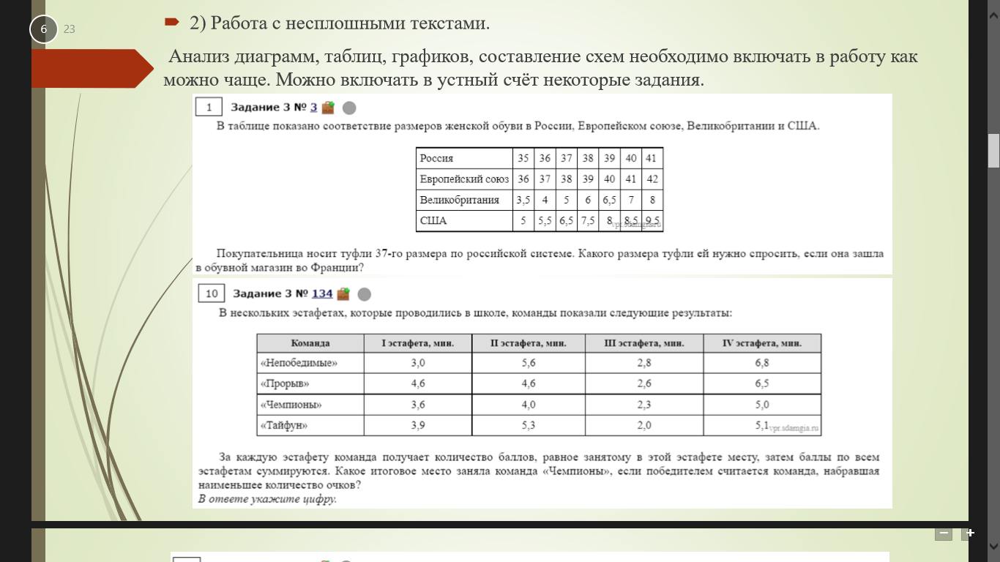 6 23
2) Работа с несплошными текстами.
Анализ диаграмм, таблиц, графиков, составление схем необходимо включать в работу как
можно чаще. Можно включать в устный счёт некоторые задания.
1 Задание 3 № 3
В таблице показано соответствие размеров женской обуви в России, Европейском союзе, Великобритании и США.
Россия 35 36 37 38 39 40 41
Европейский союз 36 37 38 39 40 41 42
Великобритания 3,5 4 5 6 6,5 7 8
США 5 5,5 6,5 7,5 8 8,5 9,5
vpr.sdamgia.ru
Покупательница носит туфли 37-го размера по российской системе. Какого размера туфли ей нужно спросить, если она зашла
в обувной магазин во Франции?
10 Задание 3 № 134
В нескольких эстафетах, которые проводились в школе, команды показали следующие результаты:
Команда I эстафета, мин. II эстафета, мин. III эстафета, мин. IV эстафета, мин.
«Непобедимые» 3,0 5,6 2,8 6,8
«Прорыв» 4,6 4,6 2,6 6,5
«Чемпионы» 3,6 4,0 2,3 5,0
«Тайфун» 3,9 5,3 2,0 5,1
vpr.sdamgia.ru
За каждую эстафету команда получает количество баллов, равное занятому в этой эстафете месту, затем баллы по всем
эстафетам суммируются. Какое итоговое место заняла команда «Чемпионы», если победителем считается команда, набравшая
наименьшее количество очков?
В ответе укажите цифру.